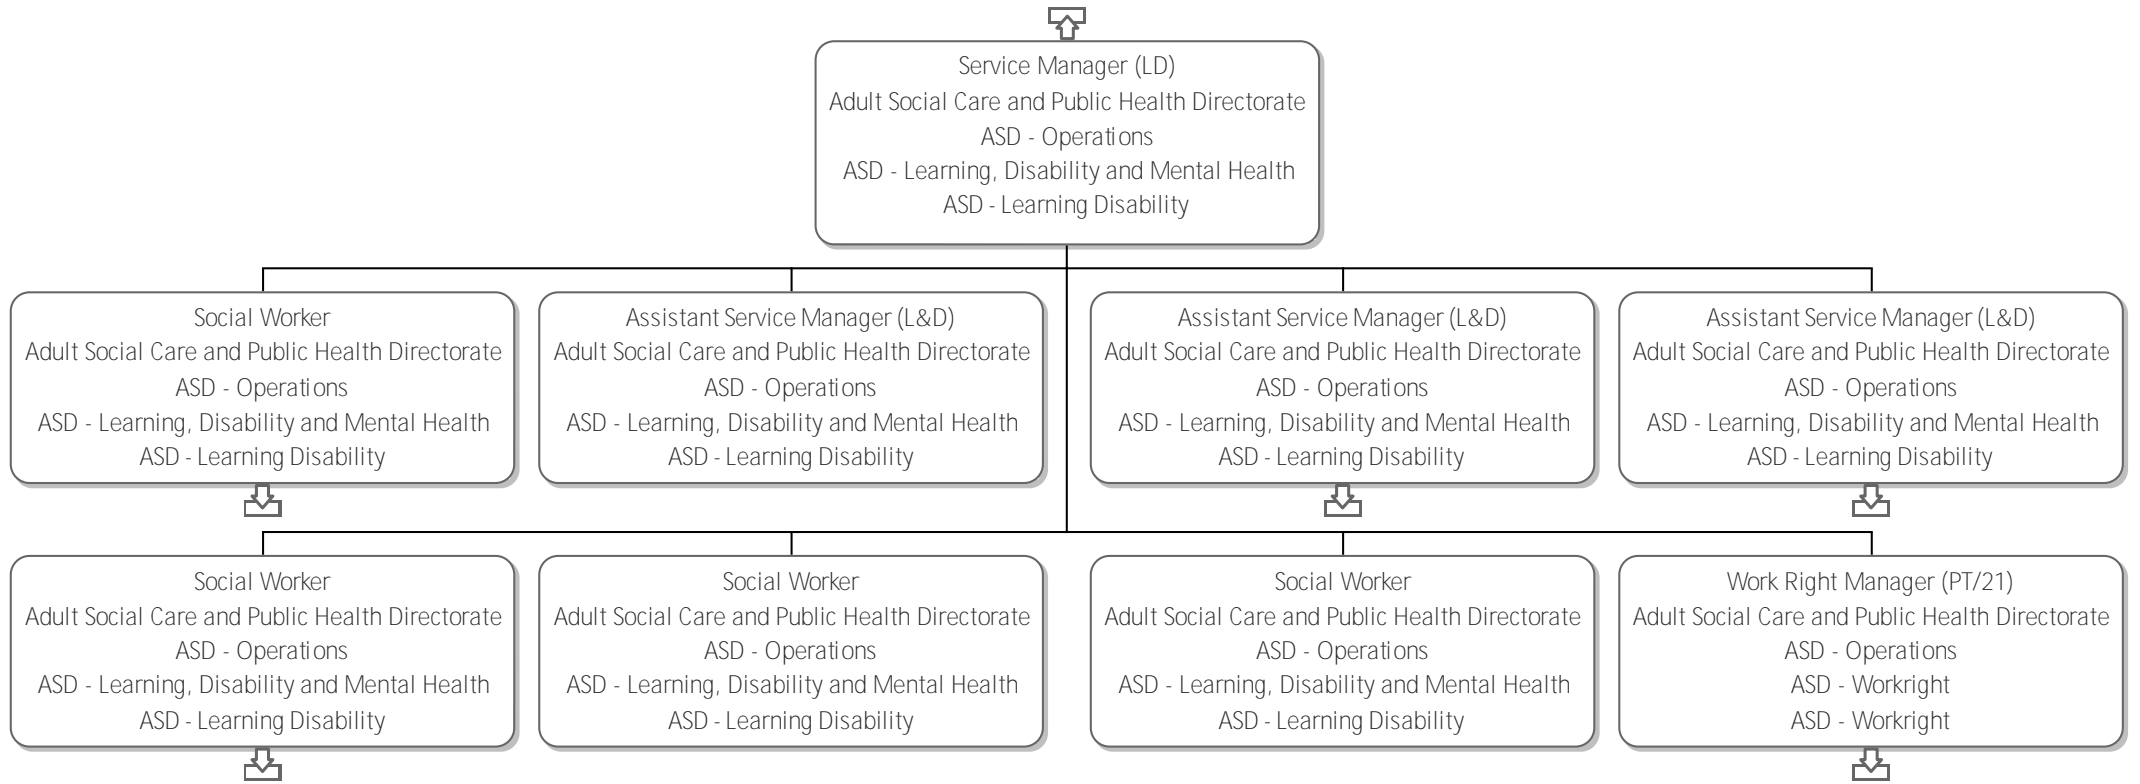 Service Manager (LD)
Adult Social Care and Public Health Directorate
ASD - Operations
ASD - Learning, Disability and Mental Health
ASD - Learning Disability
Social Worker
Adult Social Care and Public Health Directorate
ASD - Operations
ASD - Learning, Disability and Mental Health
ASD - Learning Disability
Assistant Service Manager (L&D)
Adult Social Care and Public Health Directorate
ASD - Operations
ASD - Learning, Disability and Mental Health
ASD - Learning Disability
Assistant Service Manager (L&D)
Adult Social Care and Public Health Directorate
ASD - Operations
ASD - Learning, Disability and Mental Health
ASD - Learning Disability
Assistant Service Manager (L&D)
Adult Social Care and Public Health Directorate
ASD - Operations
ASD - Learning, Disability and Mental Health
ASD - Learning Disability
Social Worker
Adult Social Care and Public Health Directorate
ASD - Operations
ASD - Learning, Disability and Mental Health
ASD - Learning Disability
Social Worker
Adult Social Care and Public Health Directorate
ASD - Operations
ASD - Learning, Disability and Mental Health
ASD - Learning Disability
Social Worker
Adult Social Care and Public Health Directorate
ASD - Operations
ASD - Learning, Disability and Mental Health
ASD - Learning Disability
Work Right Manager (PT/21)
Adult Social Care and Public Health Directorate
ASD - Operations
ASD - Workright
ASD - Workright